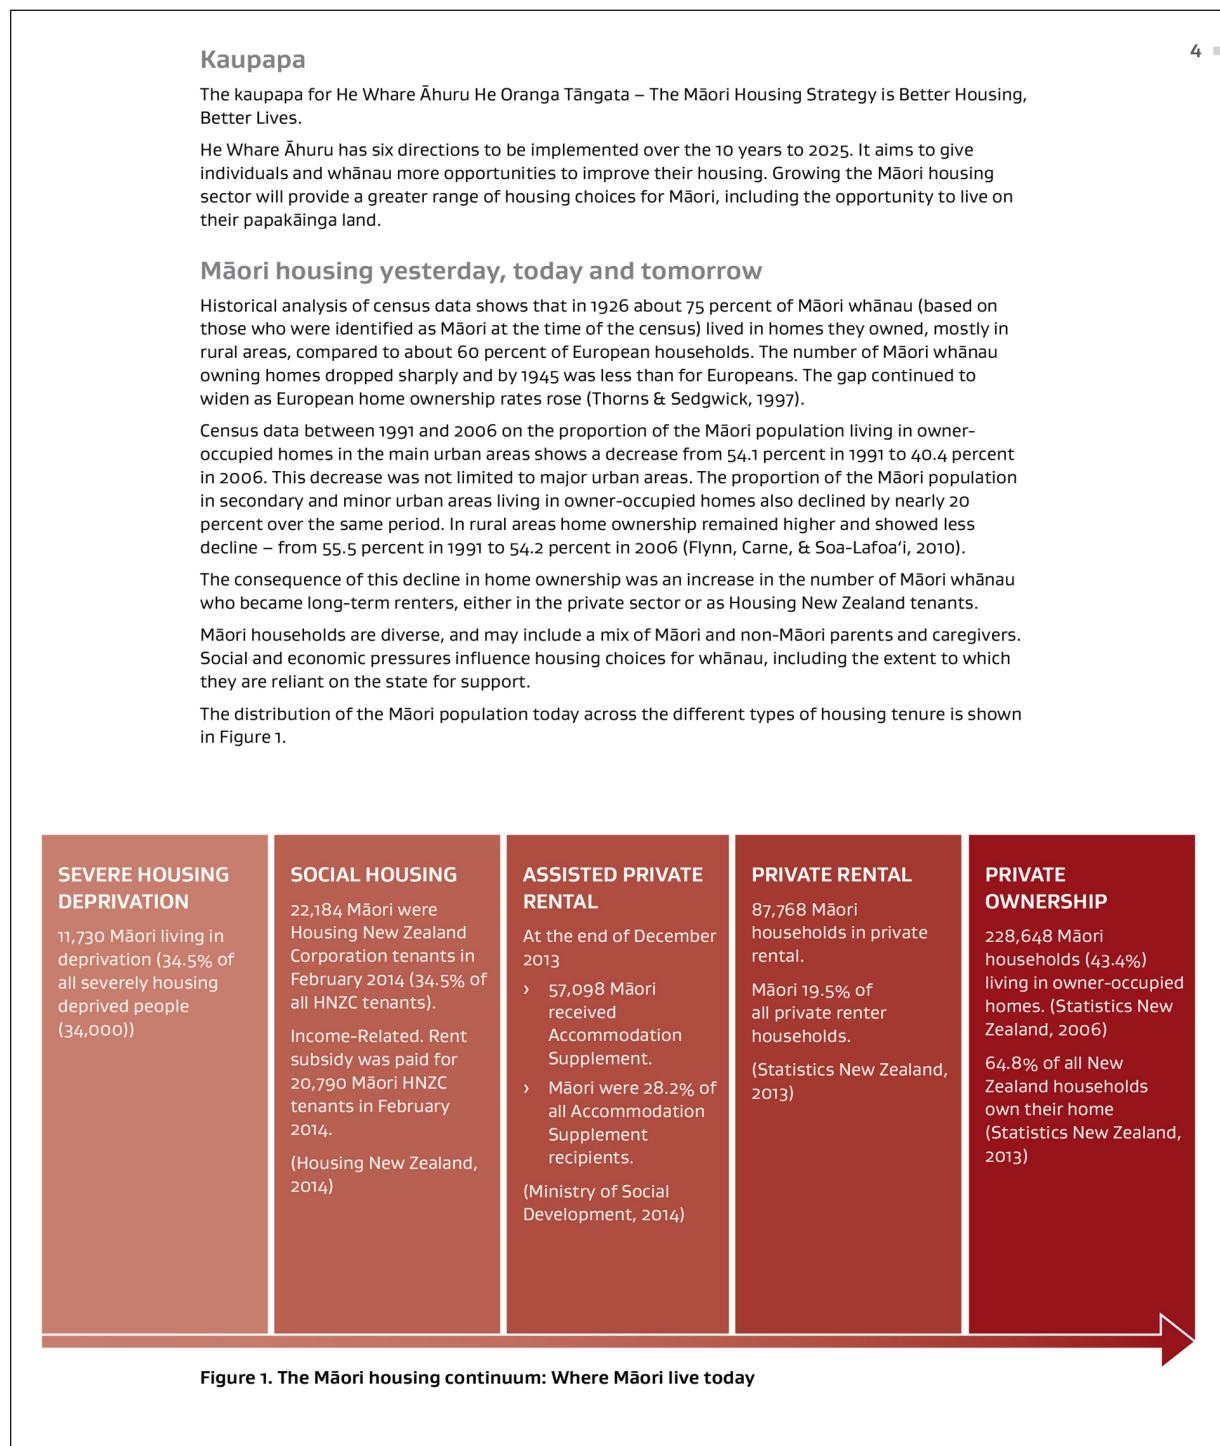 4
Kaupapa
The kaupapa for He Whare Āhuru He Oranga Tāngata – The Māori Housing Strategy is Better Housing,
Better Lives.
He Whare Āhuru has six directions to be implemented over the 10 years to 2025. It aims to give
individuals and whānau more opportunities to improve their housing. Growing the Māori housing
sector will provide a greater range of housing choices for Māori, including the opportunity to live on
their papakāinga land.
Māori housing yesterday, today and tomorrow
Historical analysis of census data shows that in 1926 about 75 percent of Māori whānau (based on
those who were identified as Māori at the time of the census) lived in homes they owned, mostly in
rural areas, compared to about 60 percent of European households. The number of Māori whānau
owning homes dropped sharply and by 1945 was less than for Europeans. The gap continued to
widen as European home ownership rates rose (Thorns & Sedgwick, 1997).
Census data between 1991 and 2006 on the proportion of the Māori population living in owner-
occupied homes in the main urban areas shows a decrease from 54.1 percent in 1991 to 40.4 percent
in 2006. This decrease was not limited to major urban areas. The proportion of the Māori population
in secondary and minor urban areas living in owner-occupied homes also declined by nearly 20
percent over the same period. In rural areas home ownership remained higher and showed less
decline – from 55.5 percent in 1991 to 54.2 percent in 2006 (Flynn, Carne, & Soa-Lafoa‘i, 2010).
The consequence of this decline in home ownership was an increase in the number of Māori whānau
who became long-term renters, either in the private sector or as Housing New Zealand tenants.
Māori households are diverse, and may include a mix of Māori and non-Māori parents and caregivers.
Social and economic pressures influence housing choices for whānau, including the extent to which
they are reliant on the state for support.
The distribution of the Māori population today across the different types of housing tenure is shown
in Figure 1.
SEVERE HOUSING
DEPRIVATION
11,730 Māori living in
deprivation (34.5% of
all severely housing
deprived people
(34,000))
SOCIAL HOUSING
22,184 Māori were
Housing New Zealand
Corporation tenants in
February 2014 (34.5% of
all HNZC tenants).
Income-Related. Rent
subsidy was paid for
20,790 Māori HNZC
tenants in February
2014.
(Housing New Zealand,
2014)
ASSISTED PRIVATE
RENTAL
At the end of December
2013
› 57,098 Māori
received
Accommodation
Supplement.
› Māori were 28.2% of
all Accommodation
Supplement
recipients.
(Ministry of Social
Development, 2014)
PRIVATE RENTAL
87,768 Māori
households in private
rental.
Māori 19.5% of
all private renter
households.
(Statistics New Zealand,
2013)
PRIVATE
OWNERSHIP
228,648 Māori
households (43.4%)
living in owner-occupied
homes. (Statistics New
Zealand, 2006)
64.8% of all New
Zealand households
own their home
(Statistics New Zealand,
2013)
Figure 1. The Māori housing continuum: Where Māori live today